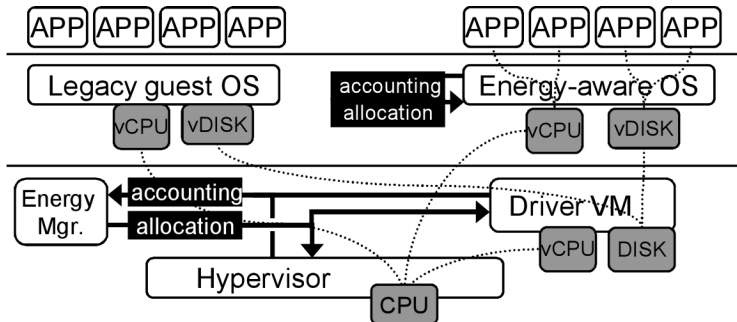 APP APP APP APP APP APP APP APP
Legacy guest OS
accounting
allocation
Energy-aware OS
vCPU vDISK vCPU vDISK
Energy
Mgr.
accounting
allocation
Driver VM
vCPU DISK
Hypervisor
CPU